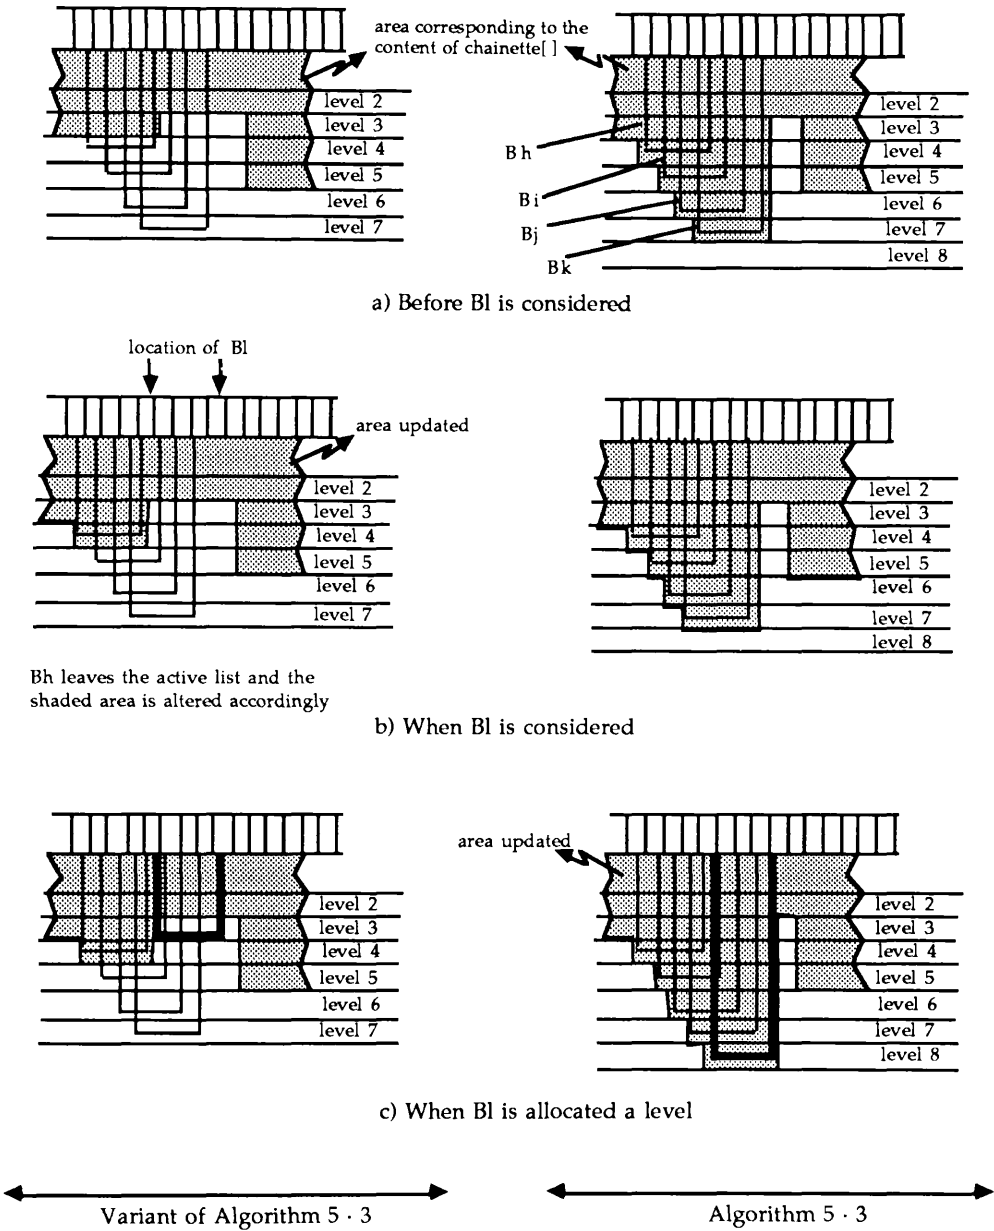 area corresponding to the
content of chainette[ ]
level 2
level 3
level 4
level 5
level 6
level 7
level 2
level 3
level 4
level 5
level 6
level 7
level 8
Bh
Bi
Bj
Bk
a) Before Bl is considered
location of Bl
area updated
level 2
level 3
level 4
level 5
level 6
level 7
level 2
level 3
level 4
level 5
level 6
level 7
level 8
Bh leaves the active list and the
shaded area is altered accordingly
b) When Bl is considered
area updated
level 2
level 3
level 4
level 5
level 6
level 7
level 2
level 3
level 4
level 5
level 6
level 7
level 8
c) When Bl is allocated a level
Variant of Algorithm 5 · 3
Algorithm 5 · 3